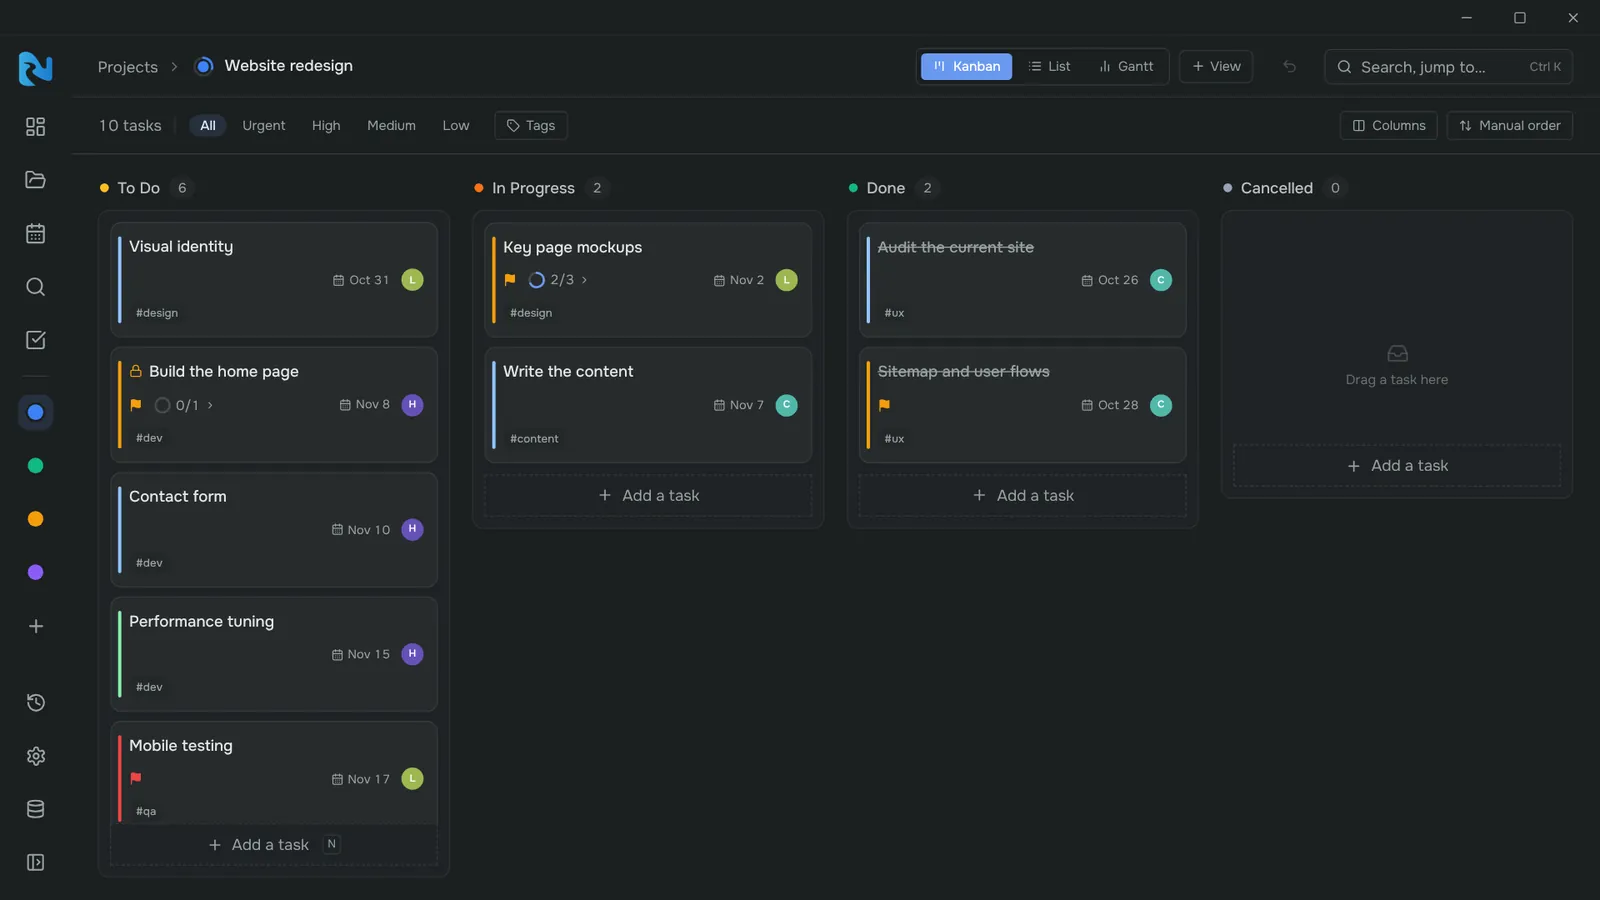 Projects > Website redesign
Kanban List Gantt + View Search, jump to... Ctrl K
10 tasks All Urgent High Medium Low Tags Columns Manual order
To Do 6
Visual identity
Oct 31 L
#design
Build the home page
0/1 > Nov 8 H
#dev
Contact form
Nov 10 H
#dev
Performance tuning
Nov 15 H
#dev
Mobile testing
Nov 17 L
#qa
+ Add a task N
In Progress 2
Key page mockups
2/3 > Nov 2 L
#design
Write the content
Nov 7 C
#content
+ Add a task
Done 2
Audit the current site
Oct 26 C
#ux
Sitemap and user flows
Oct 28 C
#ux
+ Add a task
Cancelled 0
Drag a task here
+ Add a task